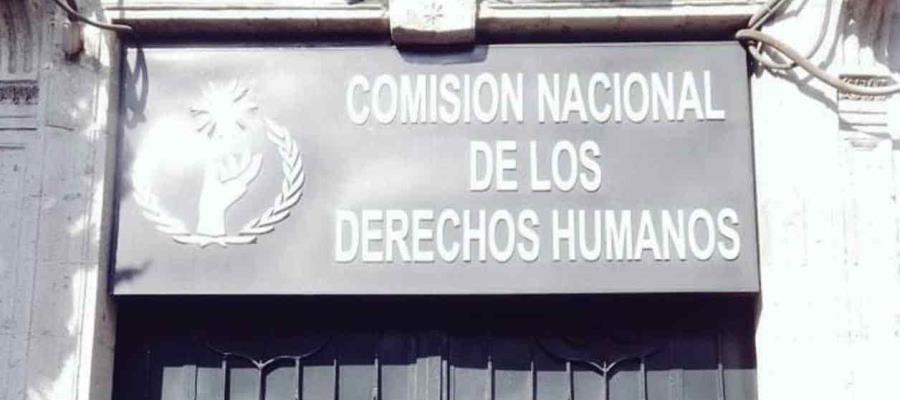 COMISION NACIONAL
DE LOS
DERECHOS HUMANOS